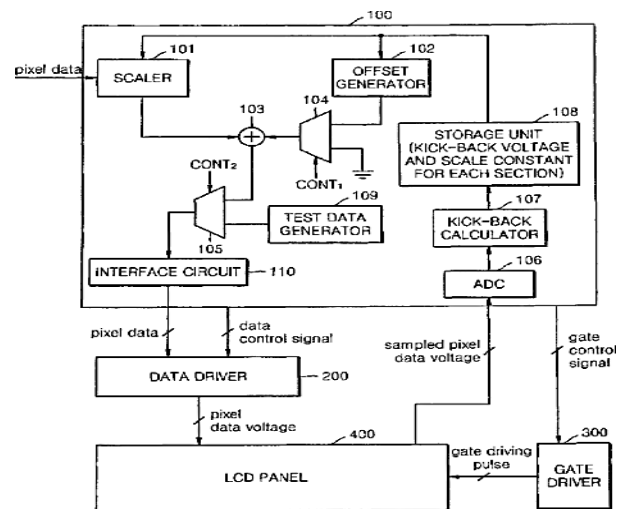 100
101
102
pixel data
SCALER
OFFSET
GENERATOR
103
104
108
STORAGE UNIT
(KICK-BACK VOLTAGE
AND SCALE CONSTANT
FOR EACH SECTION)
CONT₂
CONT₁
109
107
TEST DATA
GENERATOR
KICK-BACK
CALCULATOR
105
106
INTERFACE CIRCUIT
110
ADC
pixel data
data
control signal
sampled pixel
data voltage
gate
control
signal
DATA DRIVER
200
pixel
data voltage
400
300
LCD PANEL
gate driving
pulse
GATE
DRIVER